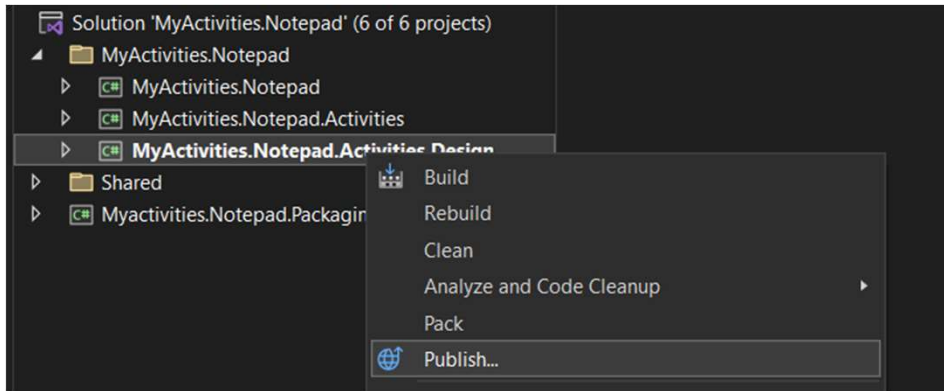 Solution 'MyActivities.Notepad' (6 of 6 projects)
MyActivities.Notepad
C# MyActivities.Notepad
C# MyActivities.Notepad.Activities
C# MyActivities.Notepad.Activities.Design
Shared
C# Myactivities.Notepad.Packagin
Build
Rebuild
Clean
Analyze and Code Cleanup
Pack
Publish...